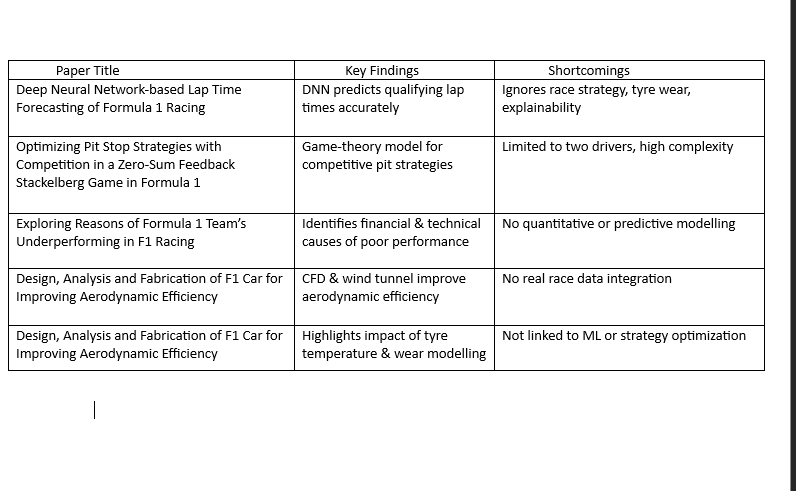 Paper Title Key Findings Shortcomings
Deep Neural Network-based Lap Time
Forecasting of Formula 1 Racing
DNN predicts qualifying lap
times accurately
Ignores race strategy, tyre wear,
explainability
Optimizing Pit Stop Strategies with
Competition in a Zero-Sum Feedback
Stackelberg Game in Formula 1
Game-theory model for
competitive pit strategies
Limited to two drivers, high complexity
Exploring Reasons of Formula 1 Team’s
Underperforming in F1 Racing
Identifies financial & technical
causes of poor performance
No quantitative or predictive modelling
Design, Analysis and Fabrication of F1 Car for
Improving Aerodynamic Efficiency
CFD & wind tunnel improve
aerodynamic efficiency
No real race data integration
Design, Analysis and Fabrication of F1 Car for
Improving Aerodynamic Efficiency
Highlights impact of tyre
temperature & wear modelling
Not linked to ML or strategy optimization